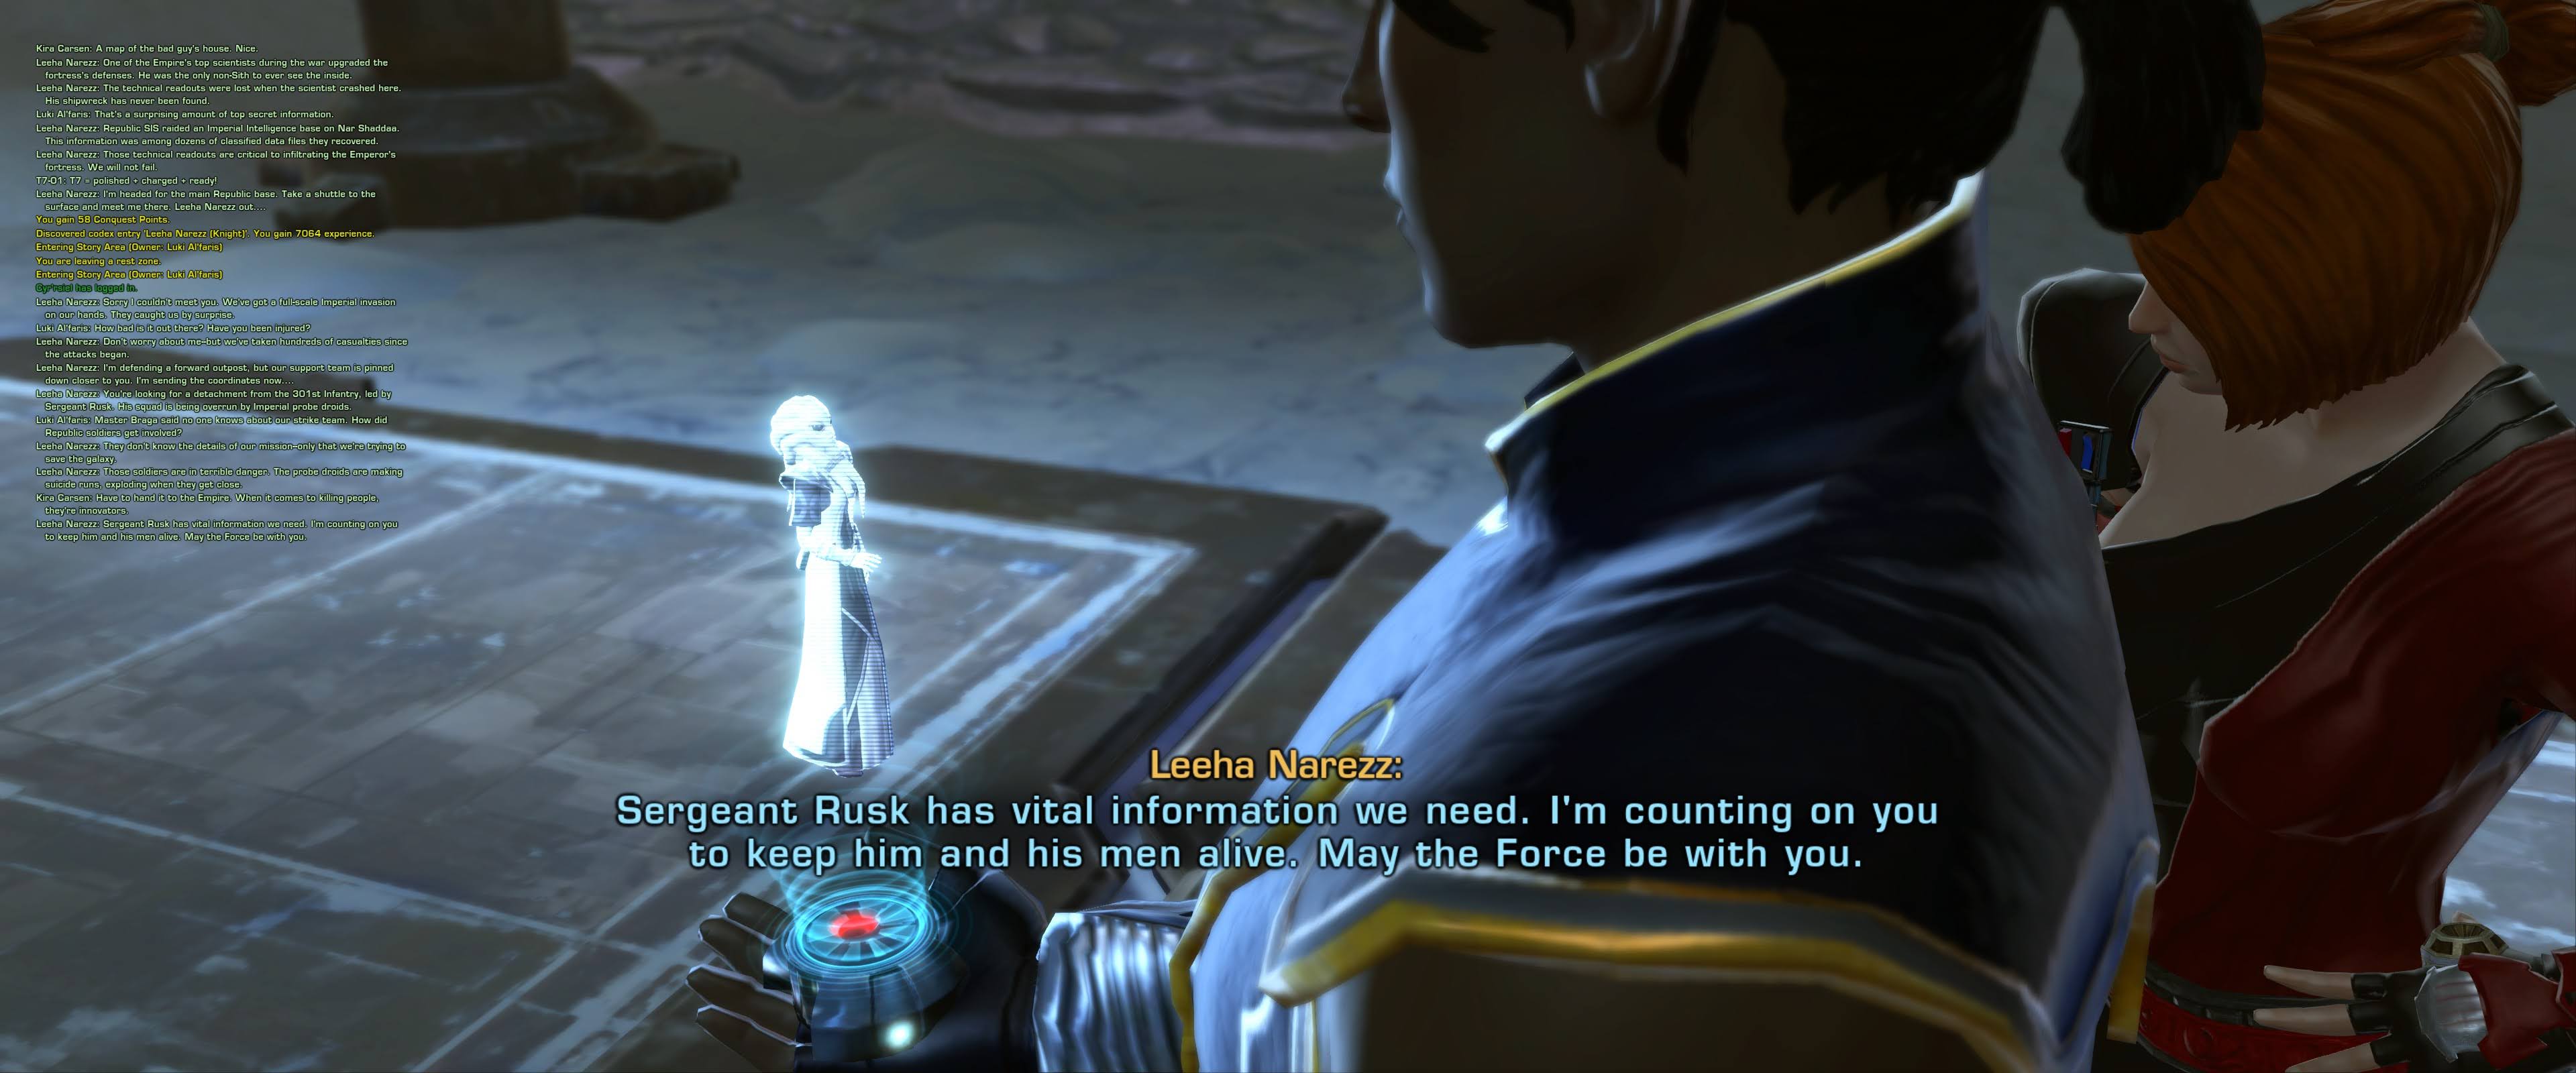 Kira Carsen: A map of the bad guy's house. Nice.
Leeha Narezz: One of the Empire's top scientists during the war upgraded the
fortress's defenses. He was the only non-Sith to ever see the inside.
Leeha Narezz: The technical readouts were lost when the scientist crashed here.
His shipwreck has never been found.
Luki Al'faris: That's a surprising amount of top secret information.
Leeha Narezz: Republic SIS raided an Imperial Intelligence base on Nar Shaddaa.
This information was among dozens of classified data files they recovered.
Leeha Narezz: Those technical readouts are critical to infiltrating the Emperor's
fortress. We will not fail.
T7-01: T7 = polished + charged + ready!
Leeha Narezz: I'm headed for the main Republic base. Take a shuttle to the
surface and meet me there. Leeha Narezz out....
You gain 58 Conquest Points.
Discovered codex entry 'Leeha Narezz (Knight)'. You gain 7064 experience.
Entering Story Area (Owner: Luki Al'faris)
You are leaving a rest zone.
Entering Story Area (Owner: Luki Al'faris)
Cyr'rsiel has logged in.
Leeha Narezz: Sorry I couldn't meet you. We've got a full-scale Imperial invasion
on our hands. They caught us by surprise.
Luki Al'faris: How bad is it out there? Have you been injured?
Leeha Narezz: Don't worry about me–but we've taken hundreds of casualties since
the attacks began.
Leeha Narezz: I'm defending a forward outpost, but our support team is pinned
down closer to you. I'm sending the coordinates now....
Leeha Narezz: You're looking for a detachment from the 301st Infantry, led by
Sergeant Rusk. His squad is being overrun by Imperial probe droids.
Luki Al'faris: Master Braga said no one knows about our strike team. How did
Republic soldiers get involved?
Leeha Narezz: They don't know the details of our mission–only that we're trying to
save the galaxy.
Leeha Narezz: Those soldiers are in terrible danger. The probe droids are making
suicide runs, exploding when they get close.
Kira Carsen: Have to hand it to the Empire. When it comes to killing people,
they're innovators.
Leeha Narezz: Sergeant Rusk has vital information we need. I'm counting on you
to keep him and his men alive. May the Force be with you.
Leeha Narezz:
Sergeant Rusk has vital information we need. I'm counting on you
to keep him and his men alive. May the Force be with you.